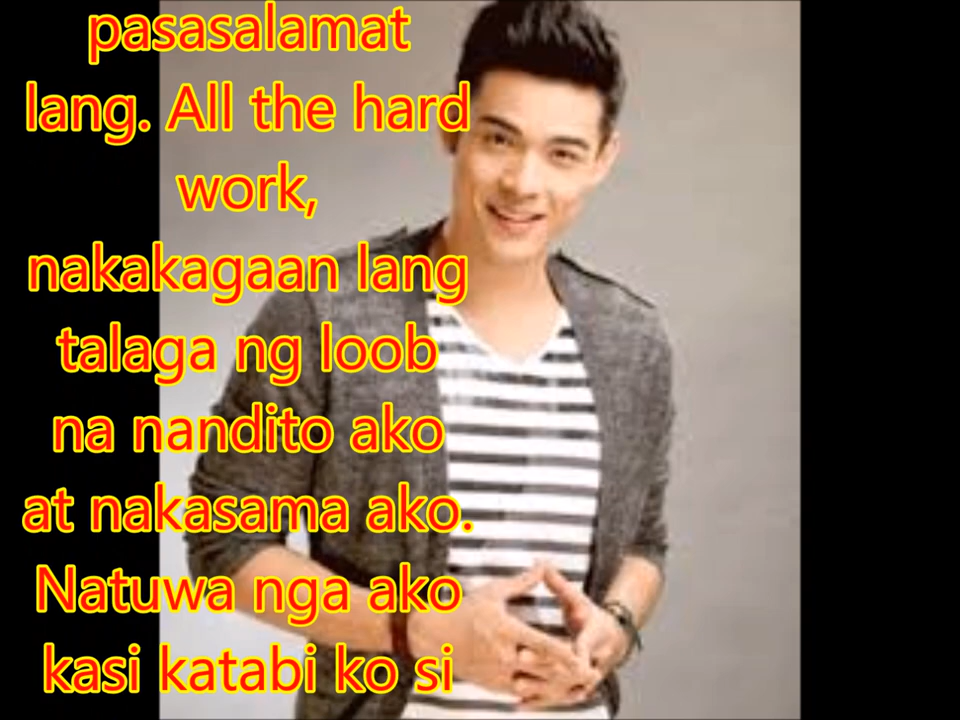 pasasalamat
lang. All the hard
work,
nakakagaan lang
talaga ng loob
na nandito ako
at nakasama ako.
Natuwa nga ako
kasi katabi ko si